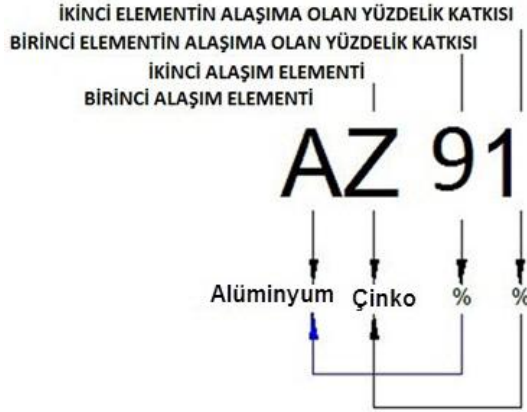 İKİNCİ ELEMENTİN ALAŞIMA OLAN YÜZDELİK KATKISI
BİRİNCİ ELEMENTİN ALAŞIMA OLAN YÜZDELİK KATKISI
İKİNCİ ALAŞIM ELEMENTİ
BİRİNCİ ALAŞIM ELEMENTİ
AZ 91
Alüminyum Çinko % %